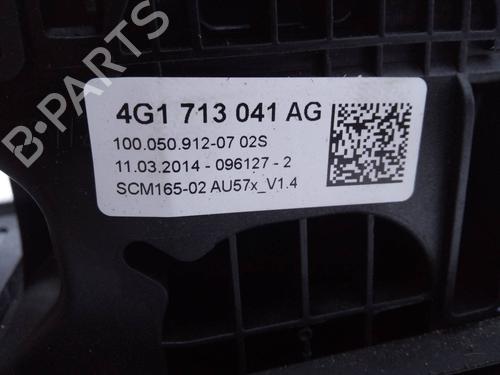 B-PARTS
4G1 713 041 AG
100.050.912-07 02S
11.03.2014 - 096127 - 2
SCM165-02 AU57x_V1.4